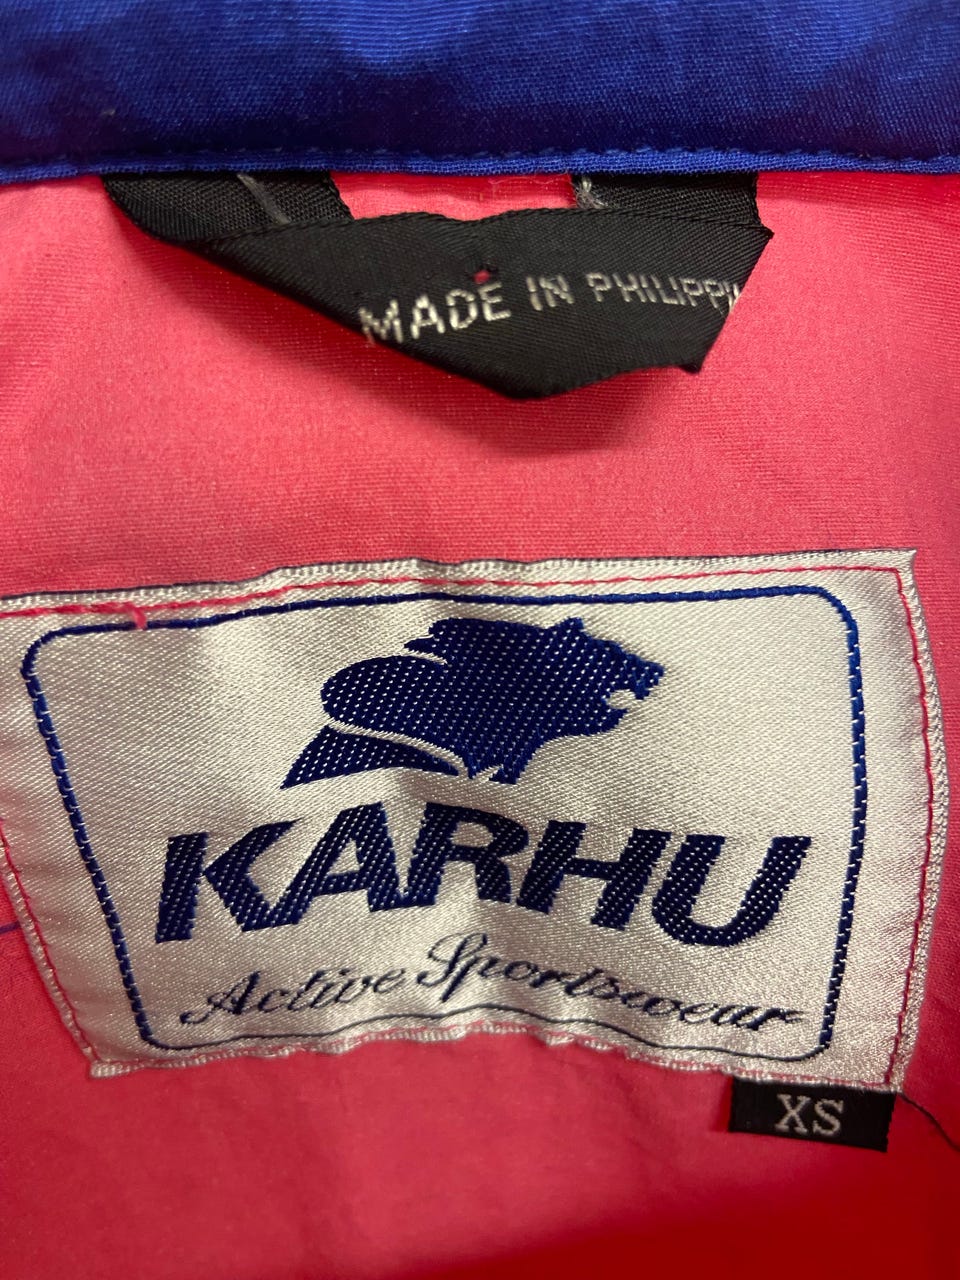 MADE IN PHILIPPI
KARHU
Active Sportswear
XS